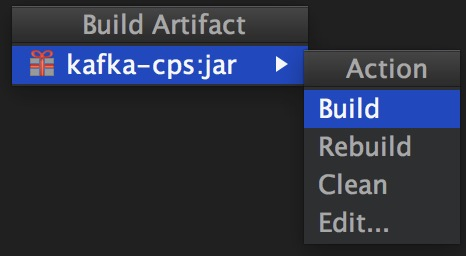 Build Artifact
kafka-cps:jar
Action
Build
Rebuild
Clean
Edit...